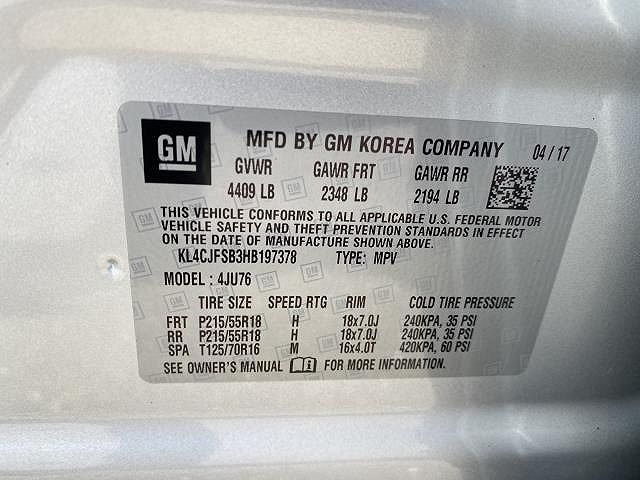 GM
MFD BY GM KOREA COMPANY 04/17
GVWR GAWR FRT GAWR RR
4409 LB 2348 LB 2194 LB
THIS VEHICLE CONFORMS TO ALL APPLICABLE U.S. FEDERAL MOTOR
VEHICLE SAFETY AND THEFT PREVENTION STANDARDS IN EFFECT
ON THE DATE OF MANUFACTURE SHOWN ABOVE.
KL4CJFSB3HB197378 TYPE: MPV
MODEL : 4JU76
TIRE SIZE SPEED RTG RIM COLD TIRE PRESSURE
FRT P215/55R18 H 18x7.0J 240KPA, 35 PSI
RR P215/55R18 H 18x7.0J 240KPA, 35 PSI
SPA T125/70R16 M 16x4.0T 420KPA, 60 PSI
SEE OWNER'S MANUAL FOR MORE INFORMATION.